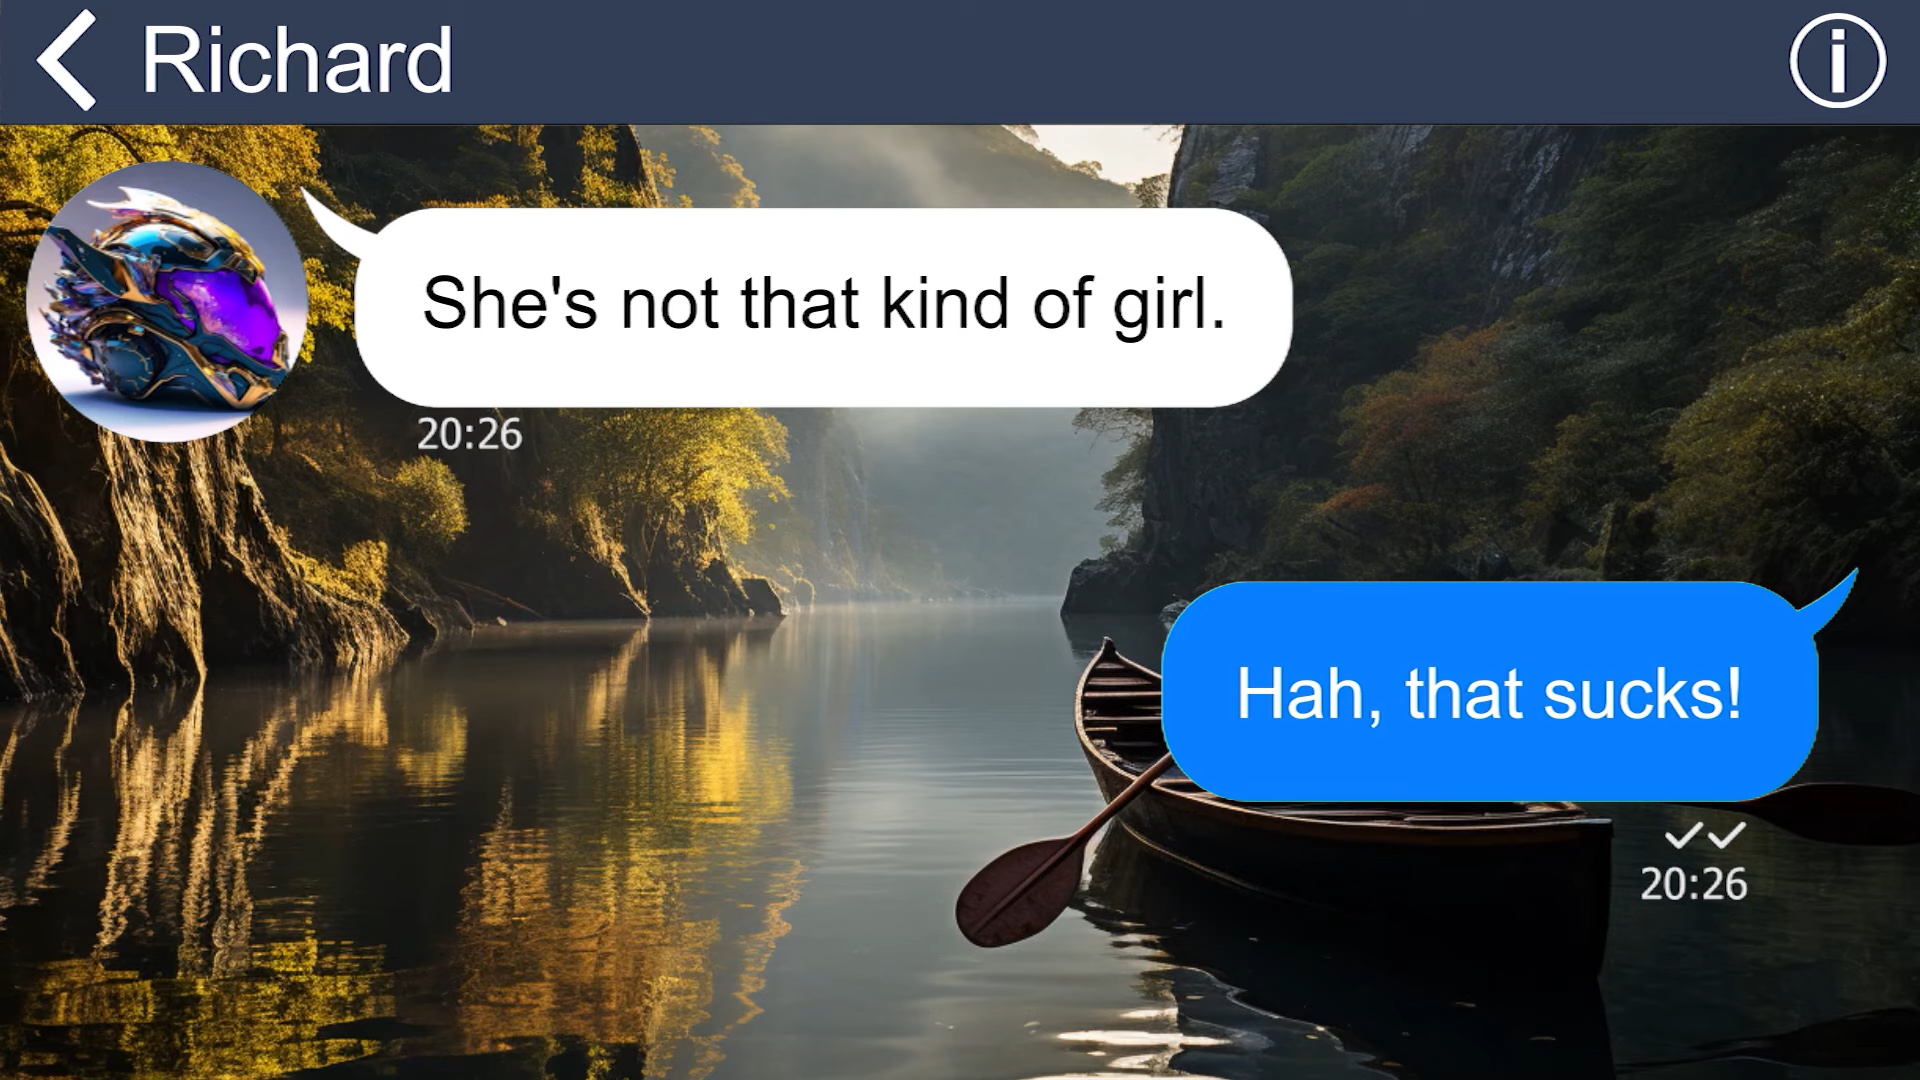 Richard
She's not that kind of girl.
20:26
Hah, that sucks!
20:26